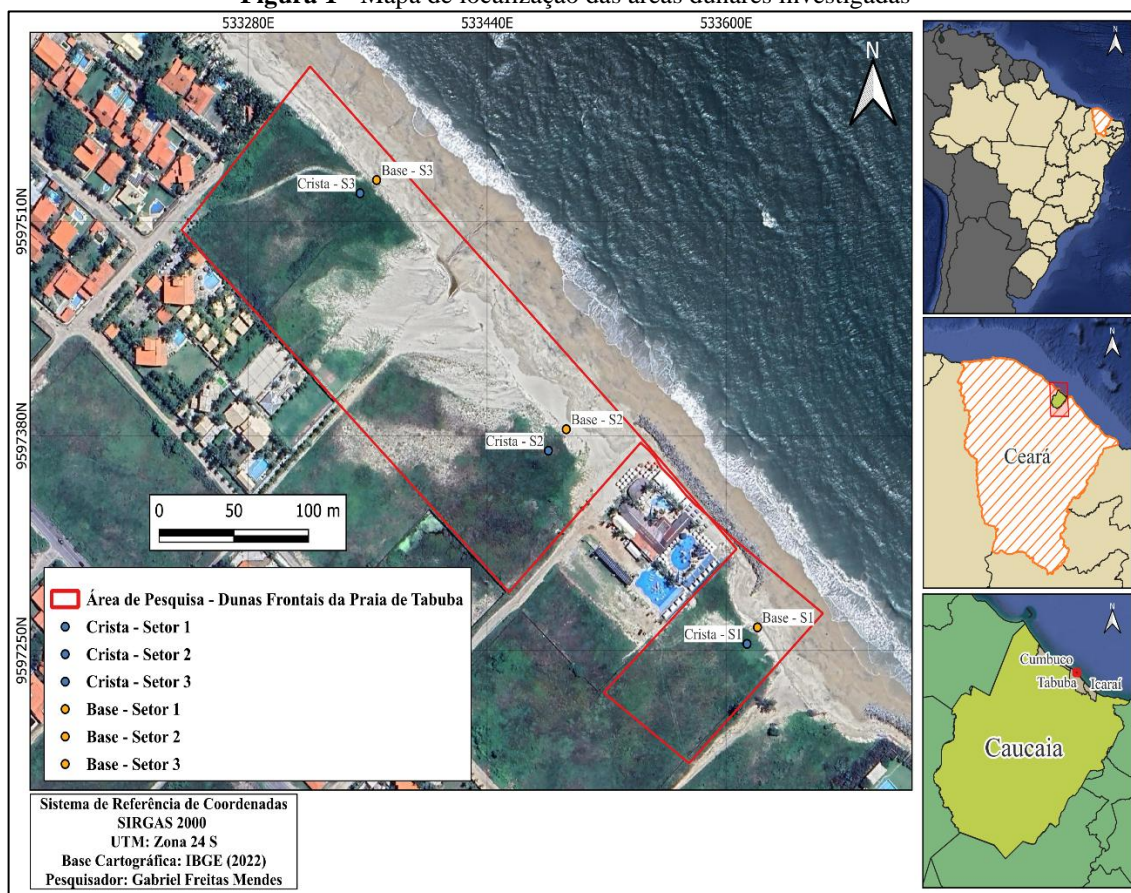 Figura 1 - Mapa de localização das áreas dunares investigadas
533280E 533440E 533600E
N
N
9597510N
Base - S3
Crista - S3
9597380N
Base - S2
Crista - S2
0 50 100 m
N
Ceará
Área de Pesquisa - Dunas Frontais da Praia de Tabuba
Crista - Setor 1
Crista - Setor 2
Crista - Setor 3
Base - Setor 1
Base - Setor 2
Base - Setor 3
9597250N
Base - S1
Crista - S1
N
Cumbuco
Tabuba
Icaraí
Caucaia
Sistema de Referência de Coordenadas
SIRGAS 2000
UTM: Zona 24 S
Base Cartográfica: IBGE (2022)
Pesquisador: Gabriel Freitas Mendes